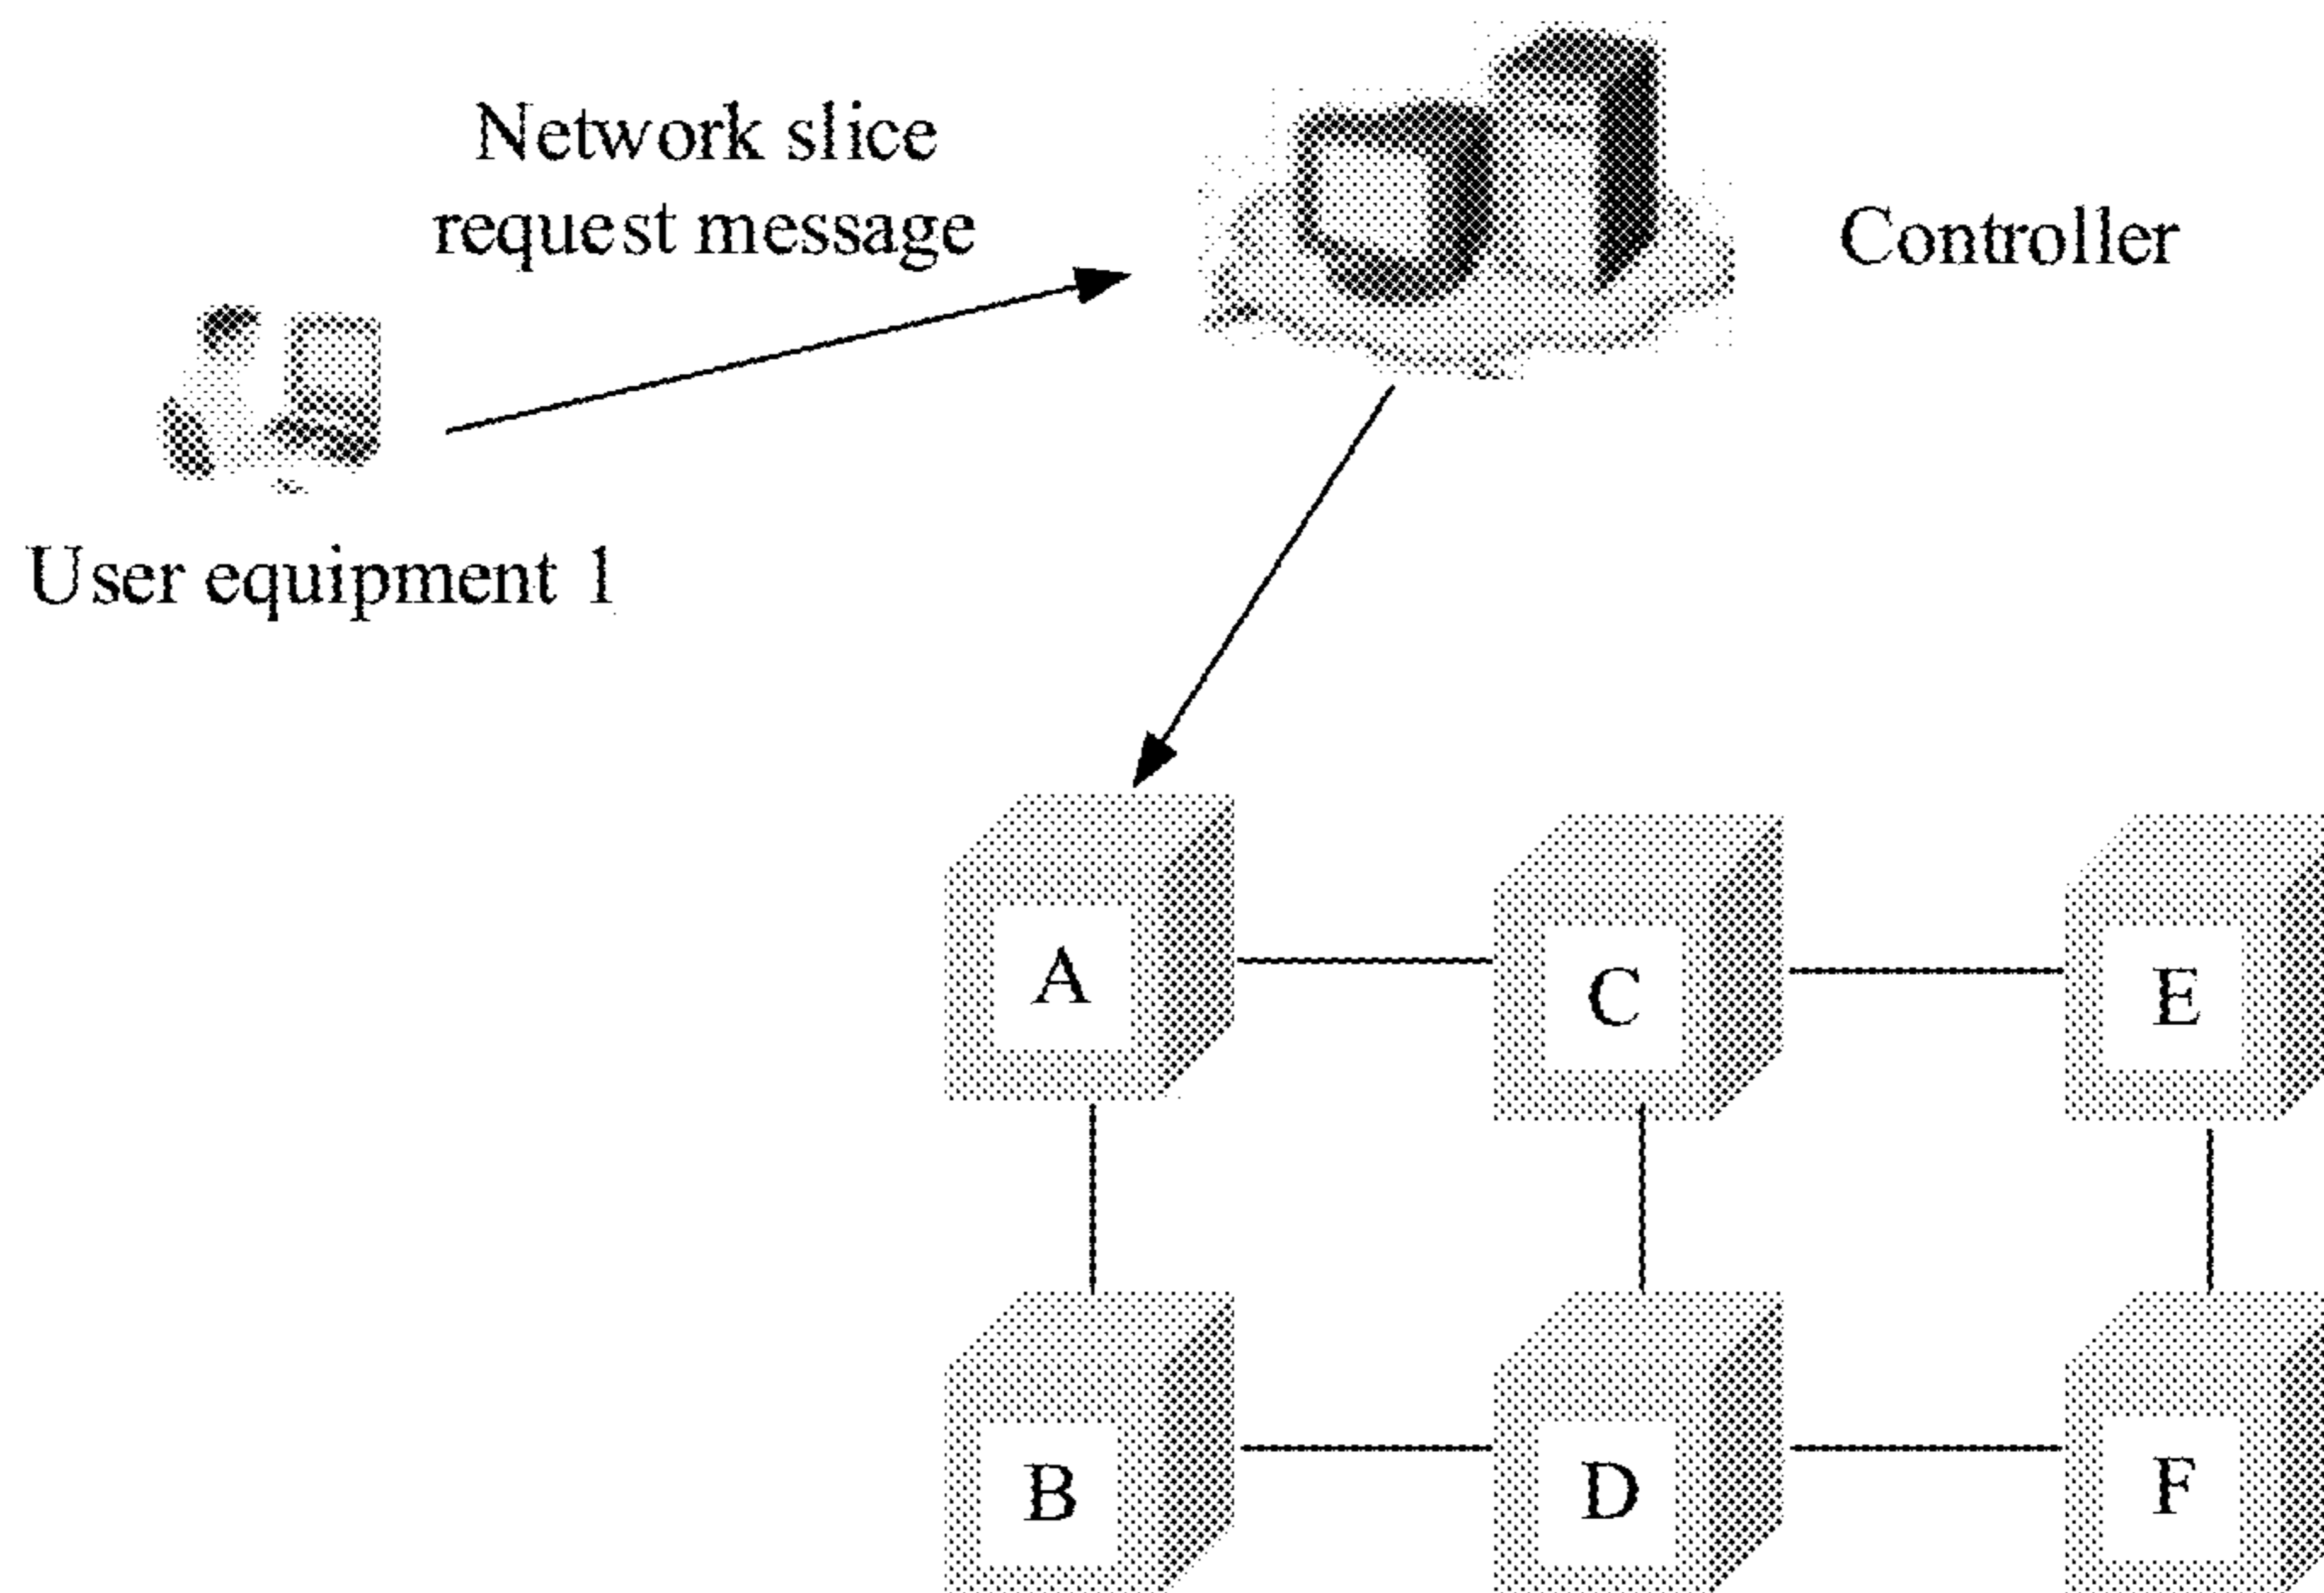 Network slice
request message
Controller
User equipment 1
A
C
E
B
D
F